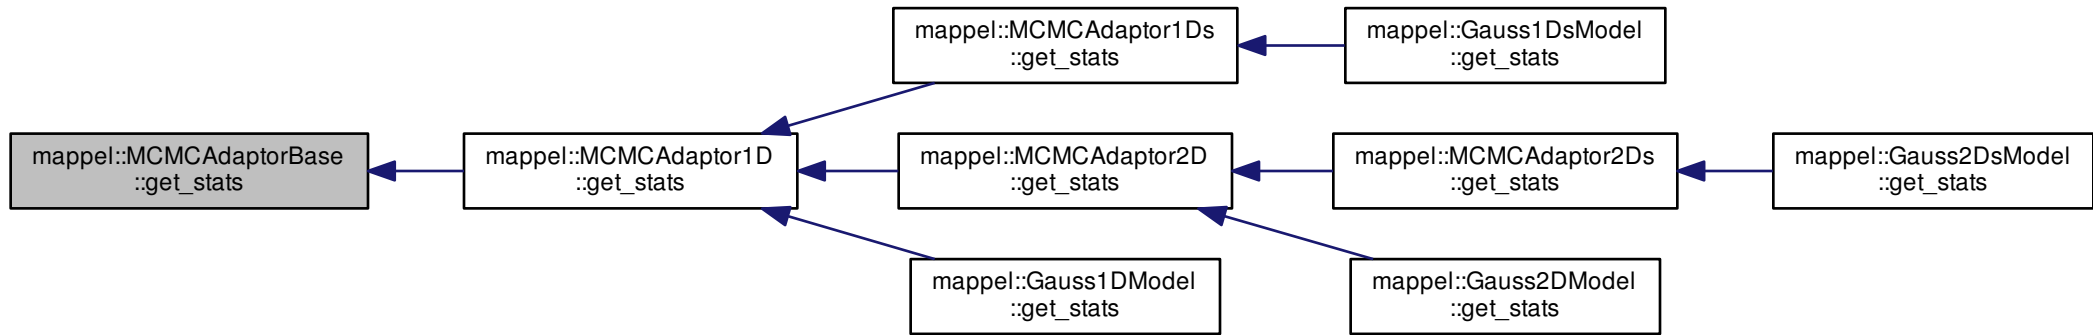 mappel::MCMCAdaptorBase
::get_stats
mappel::MCMCAdaptor1D
::get_stats
mappel::MCMCAdaptor1Ds
::get_stats
mappel::Gauss1DsModel
::get_stats
mappel::MCMCAdaptor2D
::get_stats
mappel::MCMCAdaptor2Ds
::get_stats
mappel::Gauss2DsModel
::get_stats
mappel::Gauss1DModel
::get_stats
mappel::Gauss2DModel
::get_stats